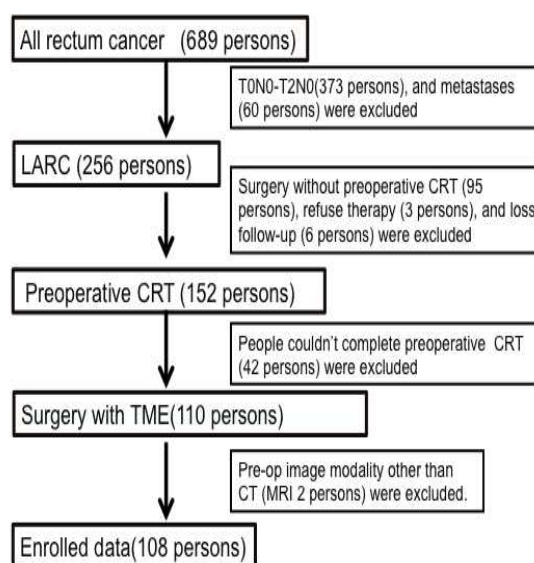 All rectum cancer (689 persons)
T0N0-T2N0(373 persons), and metastases
(60 persons) were excluded
LARC (256 persons)
Surgery without preoperative CRT (95
persons), refuse therapy (3 persons), and loss
follow-up (6 persons) were excluded
Preoperative CRT (152 persons)
People couldn't complete preoperative CRT
(42 persons) were excluded
Surgery with TME(110 persons)
Pre-op image modality other than
CT (MRI 2 persons) were excluded.
Enrolled data(108 persons)